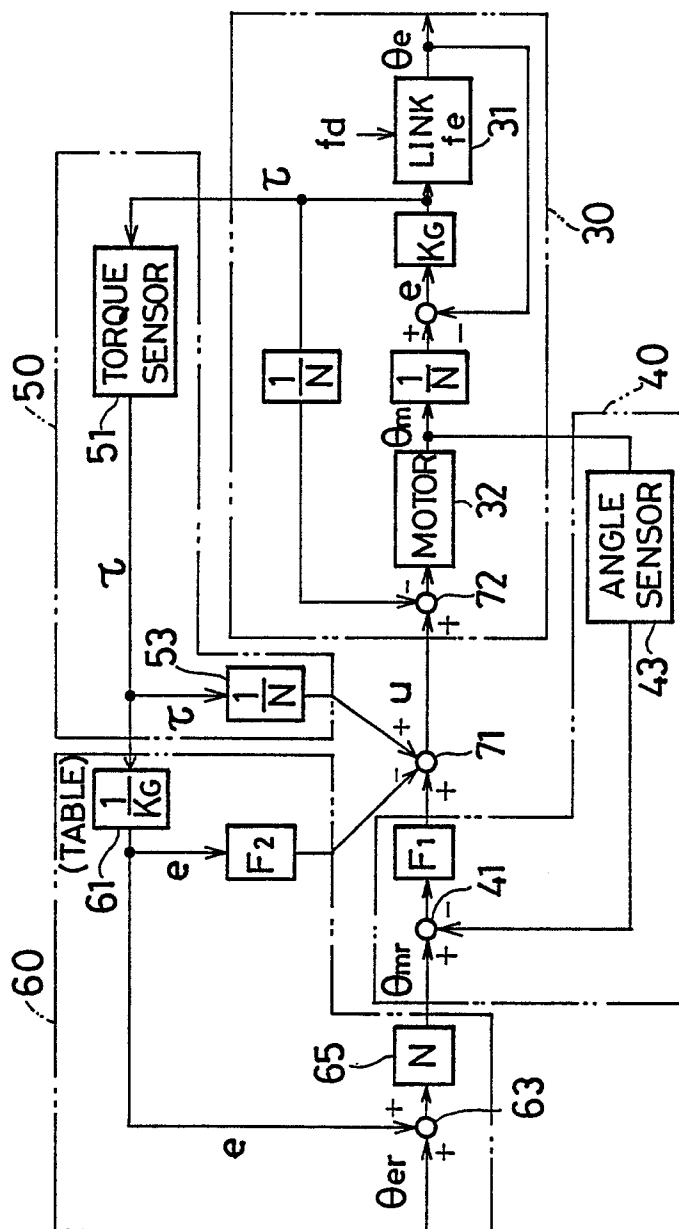 60
50
30
40
(TABLE)
1/KG
61
e
e
F2
τ
1/N
53
τ
TORQUE
SENSOR
51
τ
1/N
fd
θer
+
+
63
N
65
θmr
+
-
41
F1
+
-
+
71
u
+
-
72
MOTOR
32
θm
1/N
+
-
e
KG
LINK
fe
31
θe
ANGLE
SENSOR
43